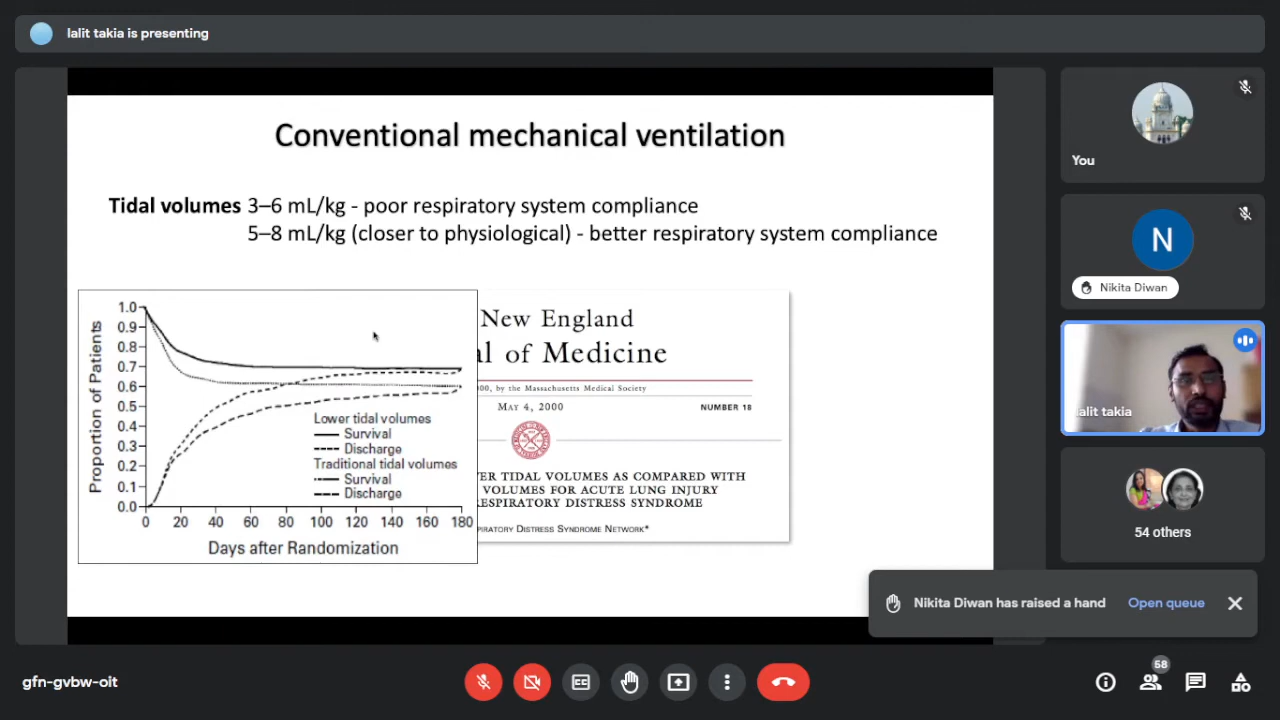 lalit takia is presenting
Conventional mechanical ventilation
Tidal volumes 3–6 mL/kg - poor respiratory system compliance
5–8 mL/kg (closer to physiological) - better respiratory system compliance
Proportion of Patients
1.0
0.9
0.8
0.7
0.6
0.5
0.4
0.3
0.2
0.1
0.0
0 20 40 60 80 100 120 140 160 180
Days after Randomization
Lower tidal volumes
Survival
Discharge
Traditional tidal volumes
Survival
Discharge
New England
al of Medicine
000, by the Massachusetts Medical Society
MAY 4, 2000 NUMBER 18
ER TIDAL VOLUMES AS COMPARED WITH
VOLUMES FOR ACUTE LUNG INJURY
ESPIRATORY DISTRESS SYNDROME
PIRATORY DISTRESS SYNDROME NETWORK*
You
N
Nikita Diwan
lalit takia
54 others
Nikita Diwan has raised a hand Open queue
gfn-gvbw-oit
CC
58